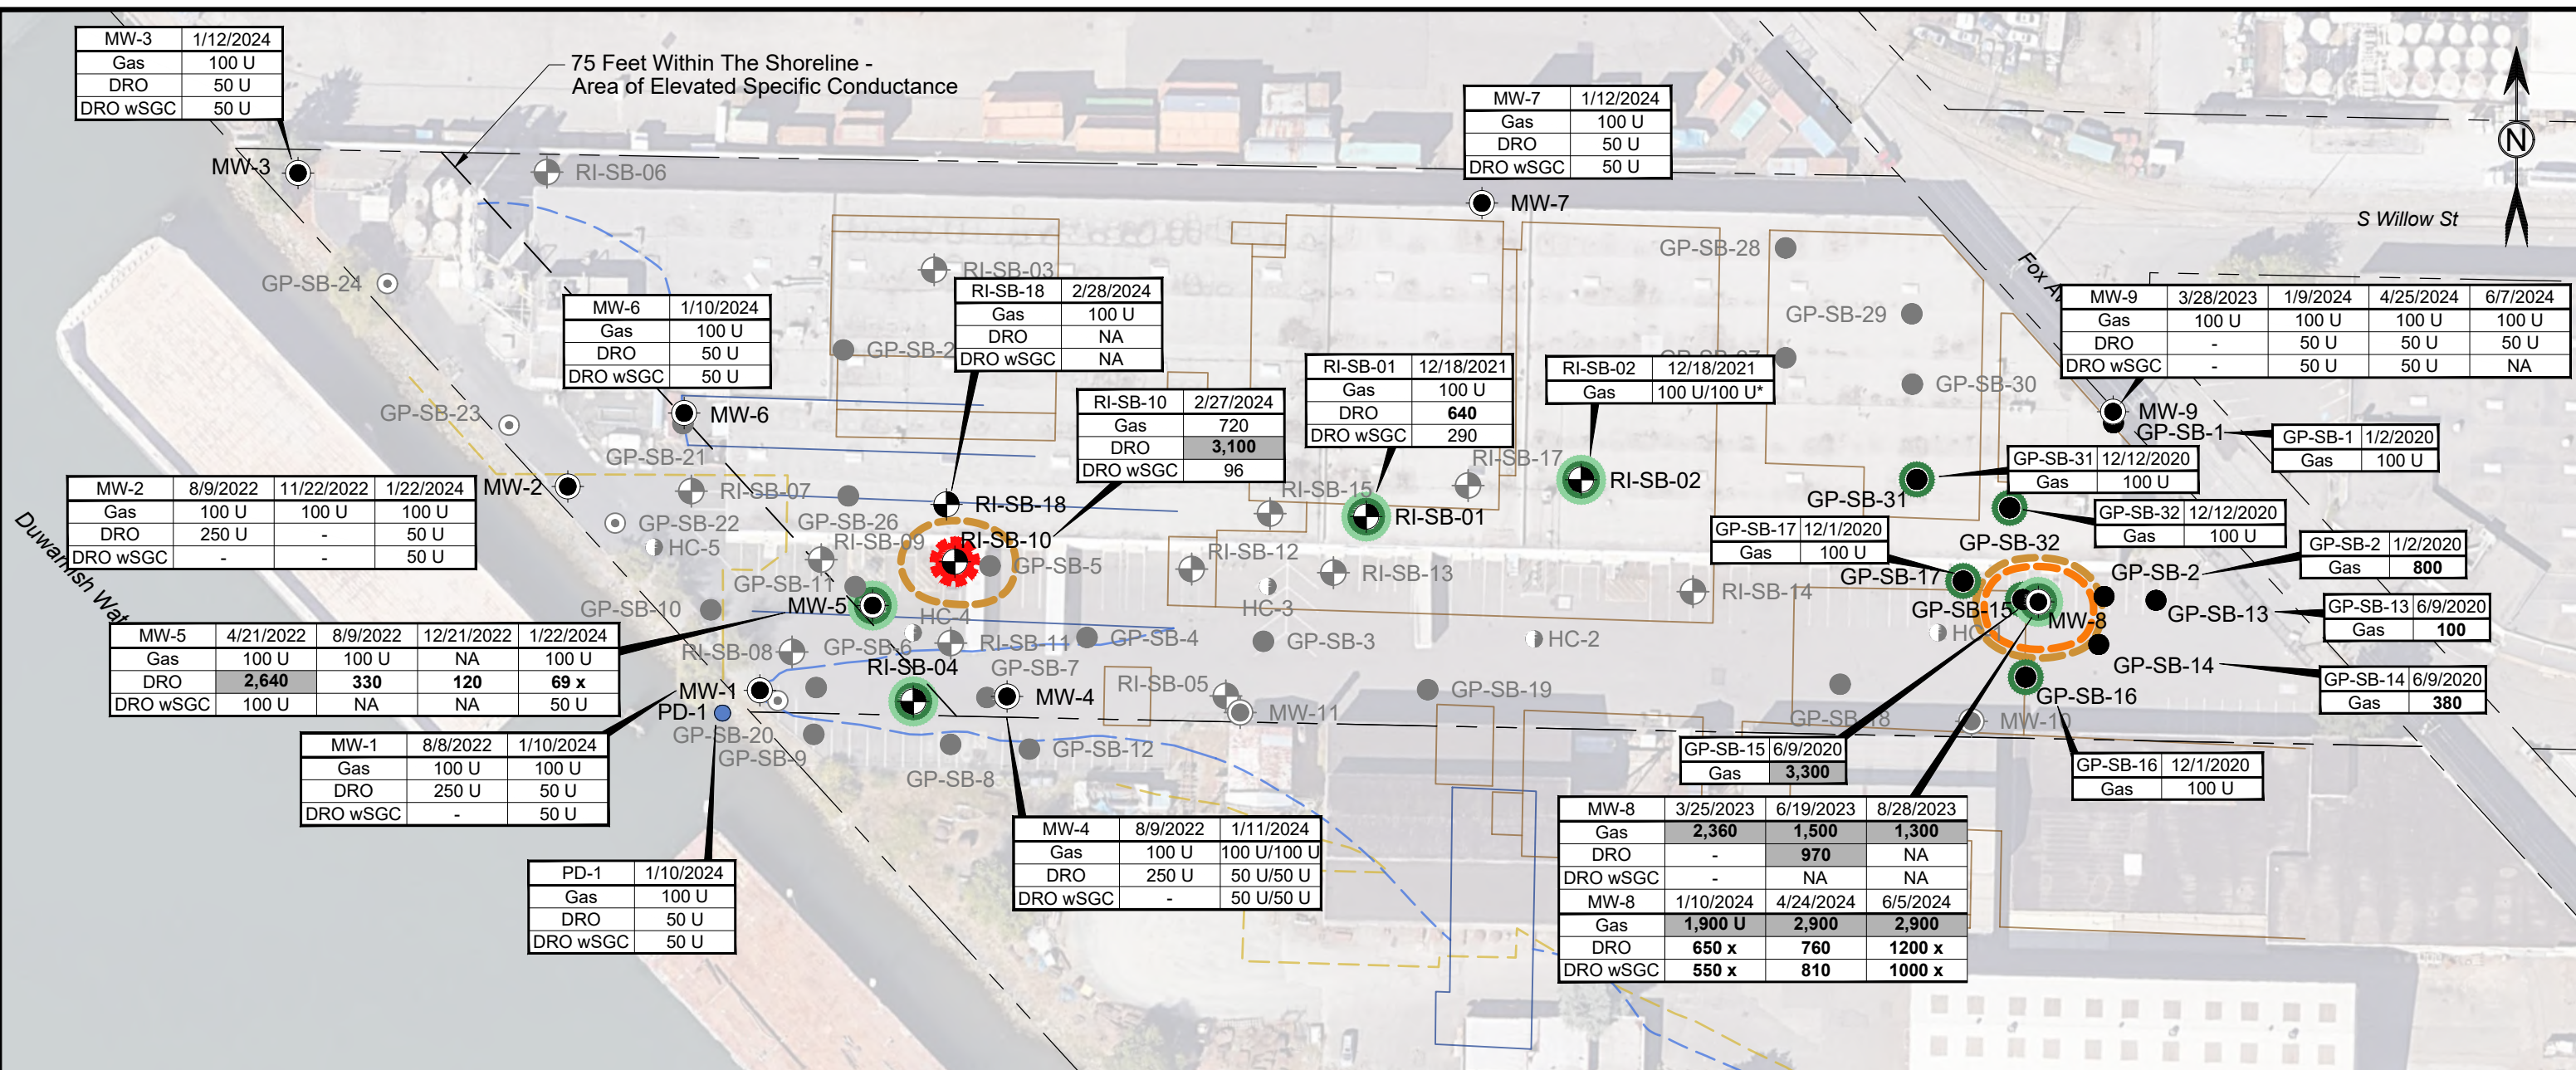 MW-3 1/12/2024
Gas 100 U
DRO 50 U
DRO wSGC 50 U
75 Feet Within The Shoreline -
Area of Elevated Specific Conductance
MW-7 1/12/2024
Gas 100 U
DRO 50 U
DRO wSGC 50 U
N
MW-3
RI-SB-06
MW-7
S Willow St
GP-SB-28
Fox
GP-SB-24
RI-SB-03
MW-6 1/10/2024
Gas 100 U
DRO 50 U
DRO wSGC 50 U
RI-SB-18 2/28/2024
Gas 100 U
DRO NA
DRO wSGC NA
GP-SB-29
MW-9 3/28/2023 1/9/2024 4/25/2024 6/7/2024
Gas 100 U 100 U 100 U 100 U
DRO - 50 U 50 U 50 U
DRO wSGC - 50 U 50 U NA
GP-SB-2
RI-SB-01 12/18/2021
Gas 100 U
DRO 640
DRO wSGC 290
RI-SB-02 12/18/2021
Gas 100 U/100 U*
GP-SB-30
RI-SB-10 2/27/2024
Gas 720
DRO 3,100
DRO wSGC 96
GP-SB-23
MW-6
MW-9
GP-SB-1
GP-SB-1 1/2/2020
Gas 100 U
GP-SB-21
RI-SB-17
GP-SB-31 12/12/2020
Gas 100 U
MW-2 8/9/2022 11/22/2022 1/22/2024
Gas 100 U 100 U 100 U
DRO 250 U - 50 U
DRO wSGC - - 50 U
MW-2
RI-SB-07
RI-SB-15
RI-SB-02
GP-SB-31
RI-SB-18
RI-SB-01
GP-SB-32 12/12/2020
Gas 100 U
GP-SB-22
GP-SB-26
GP-SB-17 12/1/2020
Gas 100 U
HC-5
RI-SB-09
RI-SB-10
GP-SB-32
GP-SB-2 1/2/2020
Gas 800
Duwamish Wat
RI-SB-12
GP-SB-5
RI-SB-13
GP-SB-17
GP-SB-2
GP-SB-11
GP-SB-10
MW-5
HC-4
HC-3
RI-SB-14
GP-SB-15
MW-8
GP-SB-13
GP-SB-13 6/9/2020
Gas 100
MW-5 4/21/2022 8/9/2022 12/21/2022 1/22/2024
Gas 100 U 100 U NA 100 U
DRO 2,640 330 120 69 x
DRO wSGC 100 U NA NA 50 U
RI-SB-08
GP-SB-6
RI-SB-11
GP-SB-4
GP-SB-3
HC-2
HC
RI-SB-04
GP-SB-7
GP-SB-14
GP-SB-14 6/9/2020
Gas 380
MW-1
MW-4
RI-SB-05
GP-SB-19
GP-SB-16
PD-1
MW-11
GP-SB-18
MW-10
GP-SB-20
GP-SB-9
GP-SB-8
GP-SB-12
MW-1 8/8/2022 1/10/2024
Gas 100 U 100 U
DRO 250 U 50 U
DRO wSGC - 50 U
GP-SB-15 6/9/2020
Gas 3,300
GP-SB-16 12/1/2020
Gas 100 U
MW-4 8/9/2022 1/11/2024
Gas 100 U 100 U/100 U
DRO 250 U 50 U/50 U
DRO wSGC - 50 U/50 U
MW-8 3/25/2023 6/19/2023 8/28/2023
Gas 2,360 1,500 1,300
DRO - 970 NA
DRO wSGC - NA NA
MW-8 1/10/2024 4/24/2024 6/5/2024
Gas 1,900 U 2,900 2,900
DRO 650 x 760 1200 x
DRO wSGC 550 x 810 1000 x
PD-1 1/10/2024
Gas 100 U
DRO 50 U
DRO wSGC 50 U